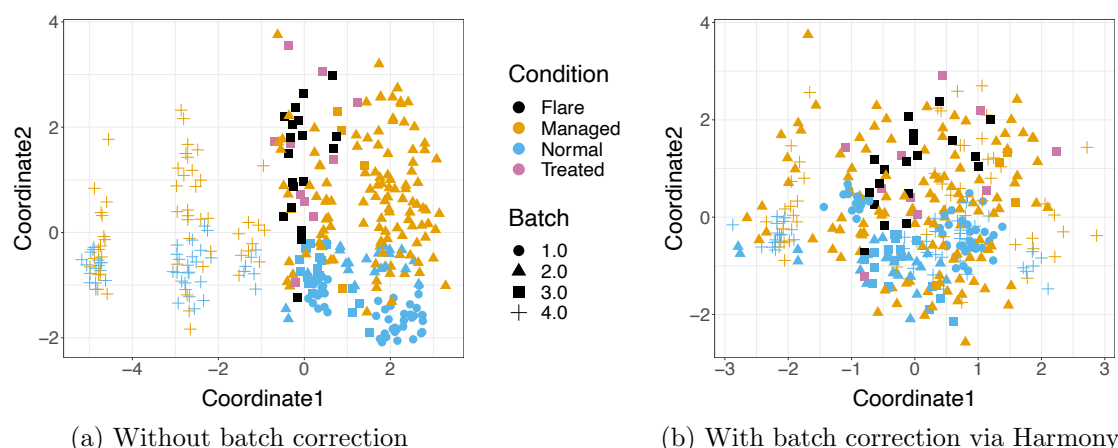 4
2
0
−2
Coordinate2
−4
−2
0
2
Coordinate1
Condition
Flare
Managed
Normal
Treated
Batch
1.0
2.0
3.0
4.0
4
2
0
−2
Coordinate2
−3
−2
−1
0
1
2
3
Coordinate1
(a) Without batch correction
(b) With batch correction via Harmony